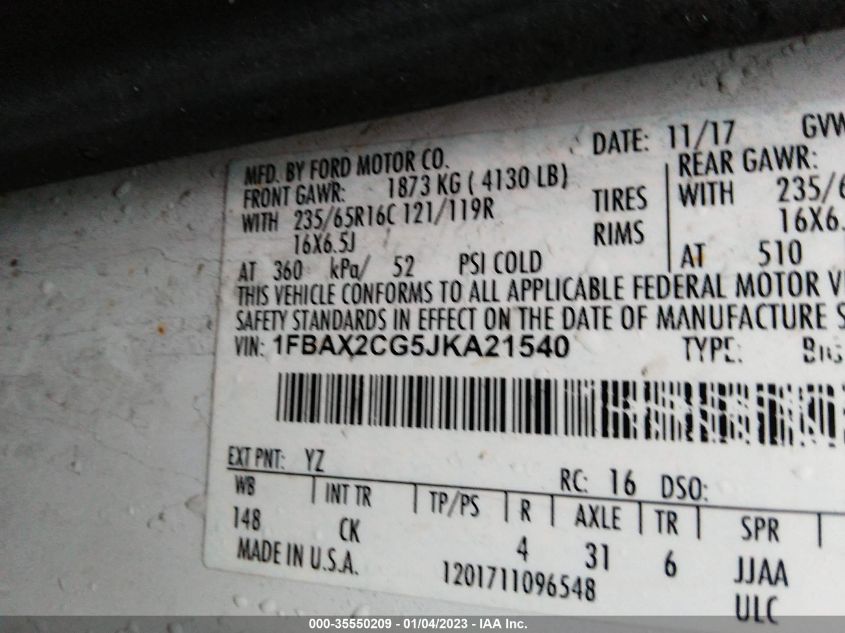 MFD. BY FORD MOTOR CO. DATE: 11/17 GVW
FRONT GAWR: 1873 KG ( 4130 LB) REAR GAWR:
WITH 235/65R16C 121/119R TIRES WITH 235/6
16X6.5J RIMS 16X6.
AT 360 kPa/ 52 PSI COLD AT 510
THIS VEHICLE CONFORMS TO ALL APPLICABLE FEDERAL MOTOR V
SAFETY STANDARDS IN EFFECT ON THE DATE OF MANUFACTURE S
VIN: 1FBAX2CG5JKA21540 TYPE:
EXT PNT: YZ RC: 16 DSO:
WB INT TR TP/PS R AXLE TR SPR
148 CK 4 31 6 JJAA
MADE IN U.S.A. 1201711096548 ULC
000-35550209 - 01/04/2023 - IAA Inc.